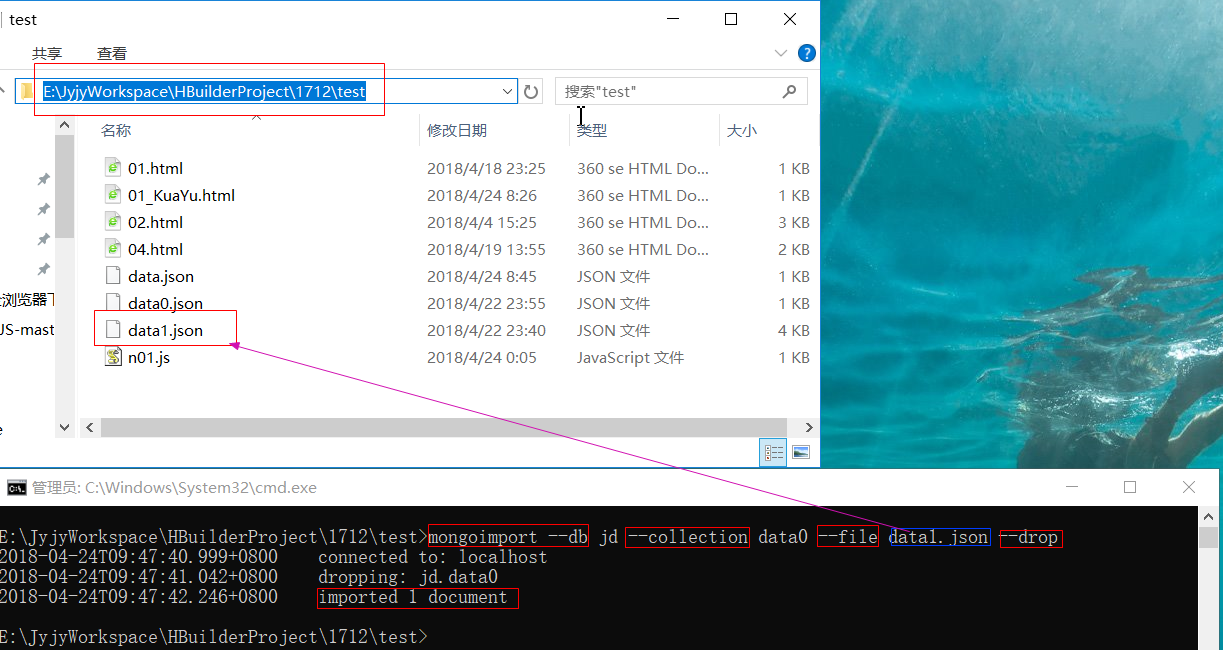 test
共享 查看
E:\JyjyWorkspace\HBuilderProject\1712\test 搜索"test"
名称 修改日期 类型 大小
01.html 2018/4/18 23:25 360 se HTML Do... 1 KB
01_KuaYu.html 2018/4/24 8:26 360 se HTML Do... 1 KB
02.html 2018/4/4 15:25 360 se HTML Do... 3 KB
04.html 2018/4/19 13:55 360 se HTML Do... 2 KB
data.json 2018/4/24 8:45 JSON 文件 1 KB
浏览器下 data0.json 2018/4/22 23:55 JSON 文件 1 KB
JS-mast data1.json 2018/4/22 23:40 JSON 文件 4 KB
n01.js 2018/4/24 0:05 JavaScript 文件 1 KB
管理员: C:\Windows\System32\cmd.exe
E:\JyjyWorkspace\HBuilderProject\1712\test>mongoimport --db jd --collection data0 --file data1.json --drop
2018-04-24T09:47:40.999+0800 connected to: localhost
2018-04-24T09:47:41.042+0800 dropping: jd.data0
2018-04-24T09:47:42.246+0800 imported 1 document
E:\JyjyWorkspace\HBuilderProject\1712\test>